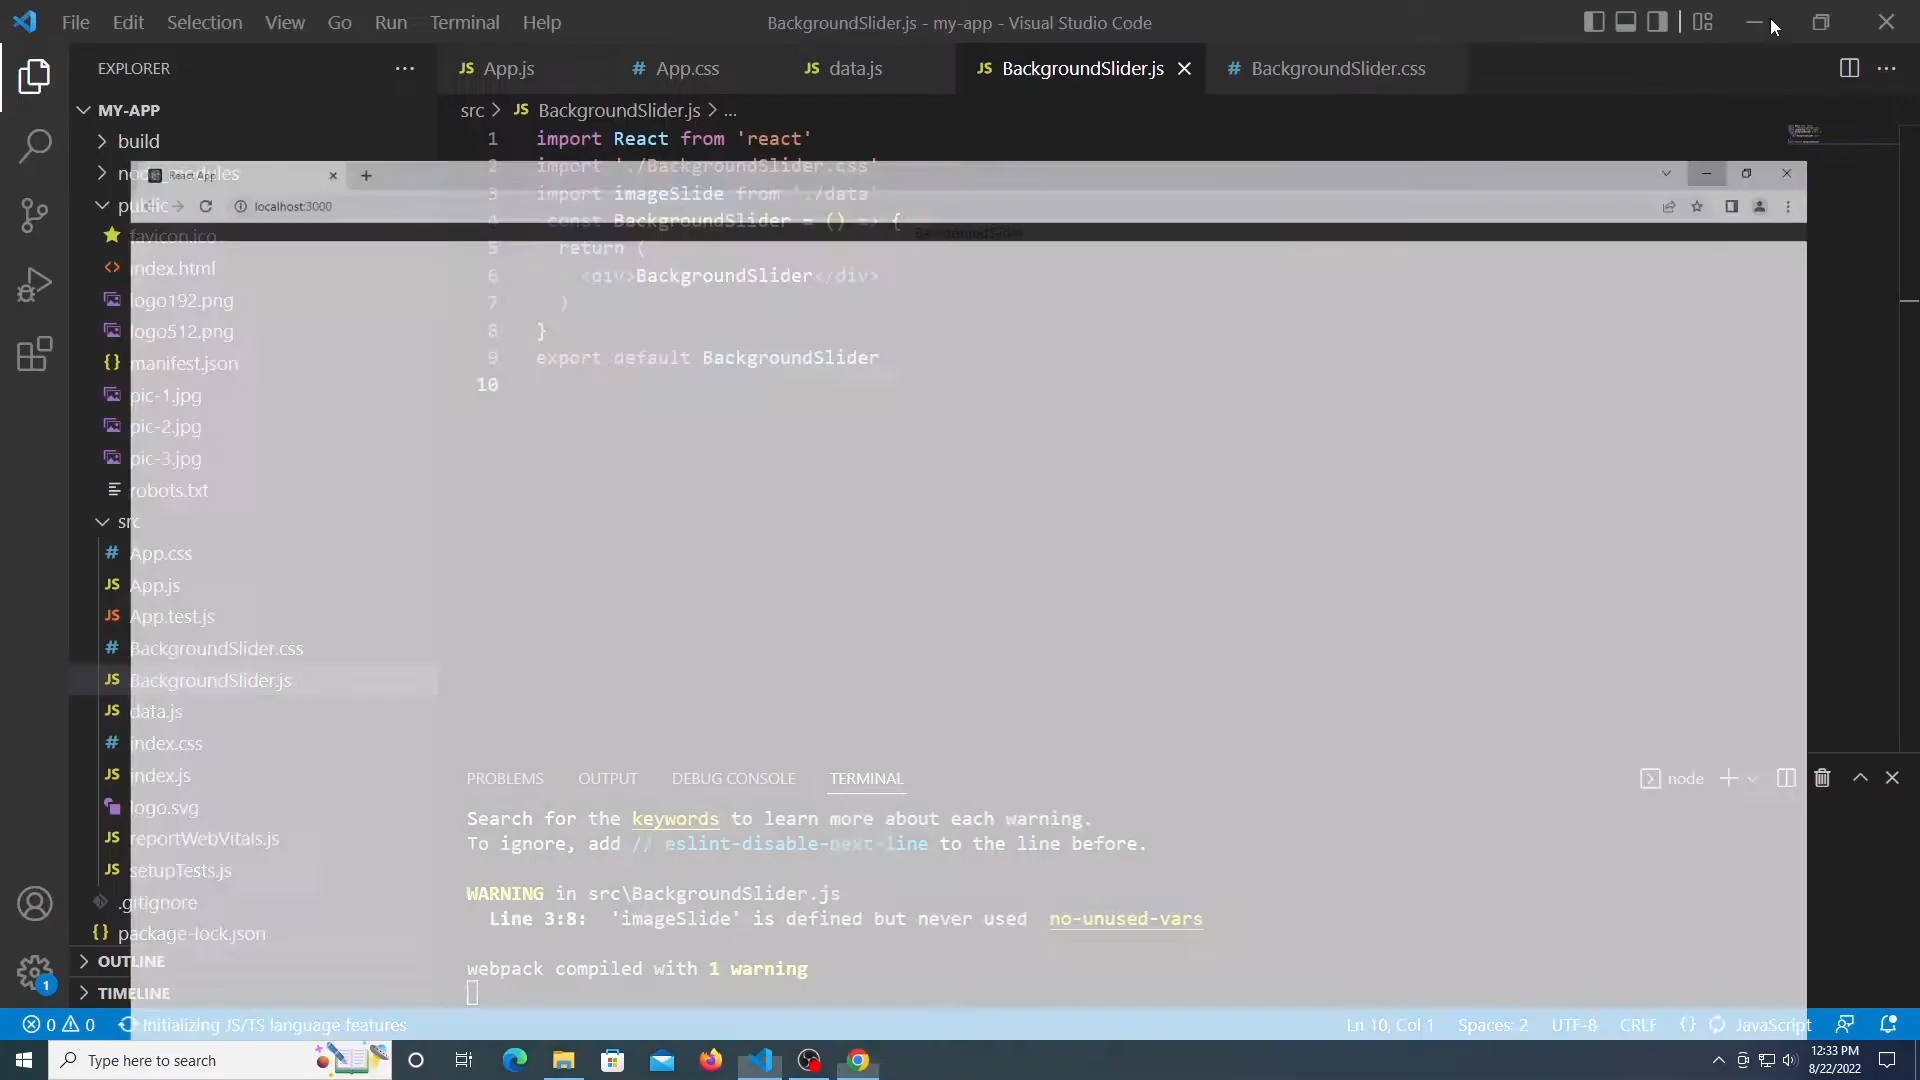 File Edit Selection View Go Run Terminal Help
BackgroundSlider.js - my-app - Visual Studio Code
EXPLORER
MY-APP
build
node_modules
public
favicon.ico
index.html
logo192.png
logo512.png
manifest.json
pic-1.jpg
pic-2.jpg
pic-3.jpg
robots.txt
src
App.css
App.js
App.test.js
BackgroundSlider.css
BackgroundSlider.js
data.js
index.css
index.js
logo.svg
reportWebVitals.js
setupTests.js
.gitignore
package-lock.json
OUTLINE
TIMELINE
JS App.js # App.css JS data.js JS BackgroundSlider.js # BackgroundSlider.css
src > JS BackgroundSlider.js > ...
1 import React from 'react'
2 import './BackgroundSlider.css'
3 import imageSlide from './data'
4 const BackgroundSlider = () => {
5 return (
6 <div>BackgroundSlider</div>
7 )
8 }
9 export default BackgroundSlider
10
React App
localhost:3000
BackgroundSlider
PROBLEMS OUTPUT DEBUG CONSOLE TERMINAL
node
Search for the keywords to learn more about each warning.
To ignore, add // eslint-disable-next-line to the line before.
WARNING in src\BackgroundSlider.js
Line 3:8: 'imageSlide' is defined but never used no-unused-vars
webpack compiled with 1 warning
1
0 0 Initializing JS/TS language features
Ln 10, Col 1 Spaces: 2 UTF-8 CRLF {} JavaScript
Type here to search
12:33 PM
8/22/2022